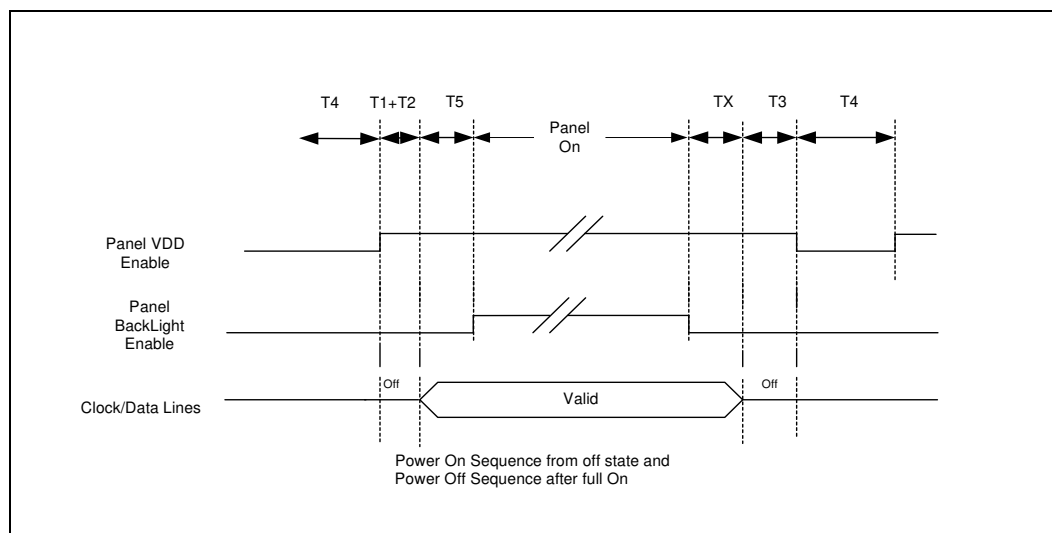 T4
T1+T2
T5
TX
T3
T4
Panel
On
Panel VDD
Enable
Panel
BackLight
Enable
Off
Off
Clock/Data Lines
Valid
Power On Sequence from off state and
Power Off Sequence after full On